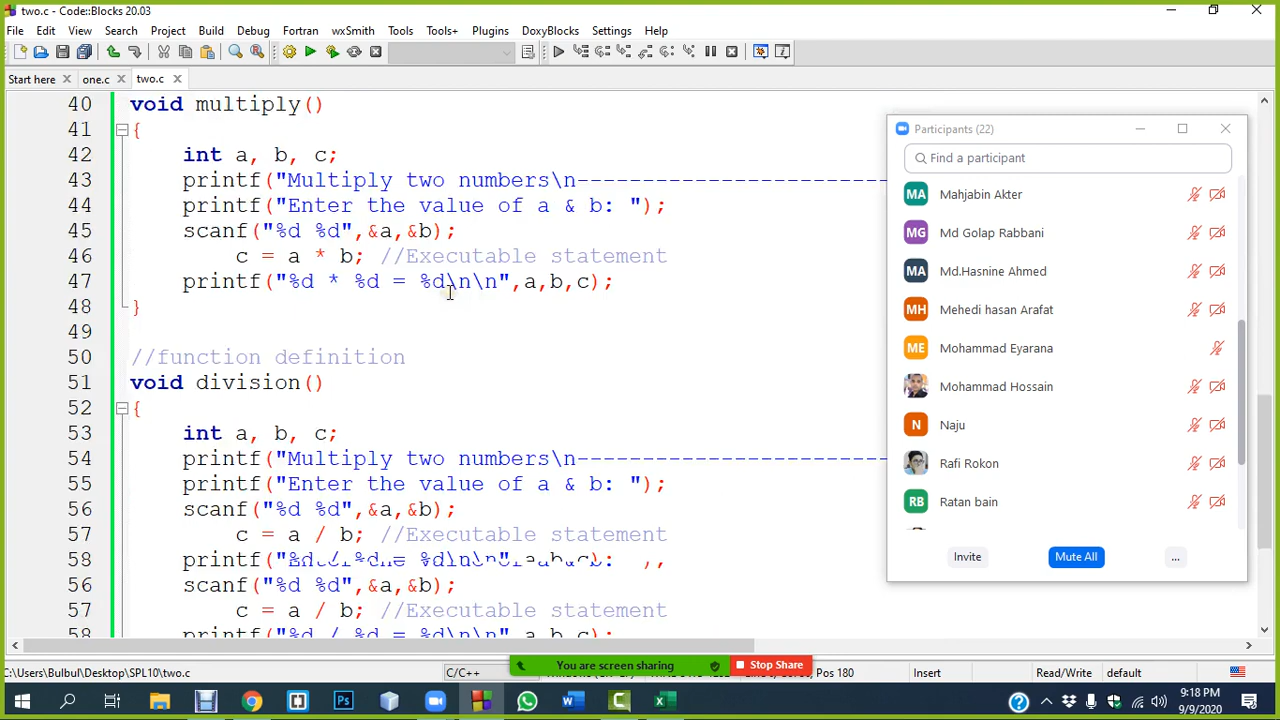 two.c - Code::Blocks 20.03
File Edit View Search Project Build Debug Fortran wxSmith Tools Tools+ Plugins DoxyBlocks Settings Help
Start here one.c two.c
40 void multiply()
41 {
42 int a, b, c;
43 printf("Multiply two numbers\n-----------------------
44 printf("Enter the value of a & b: ");
45 scanf("%d %d",&a,&b);
46 c = a * b; //Executable statement
47 printf("%d * %d = %d\n\n",a,b,c);
48 }
49
50 //function definition
51 void division()
52 {
53 int a, b, c;
54 printf("Multiply two numbers\n-----------------------
55 printf("Enter the value of a & b: ");
56 scanf("%d %d",&a,&b);
57 c = a / b; //Executable statement
58
56 scanf("%d %d",&a,&b);
57 c = a / b; //Executable statement
58 printf("%d / %d = %d\n\n",a,b,c);
Participants (22)
Find a participant
MA Mahjabin Akter
MG Md Golap Rabbani
MA Md.Hasnine Ahmed
MH Mehedi hasan Arafat
ME Mohammad Eyarana
Mohammad Hossain
N Naju
Rafi Rokon
RB Ratan bain
Invite Mute All ...
You are screen sharing Stop Share
C:\Users\Bulbul\Desktop\SPL10\two.c C/C++ Pos 180 Insert Read/Write default
9:18 PM
9/9/2020